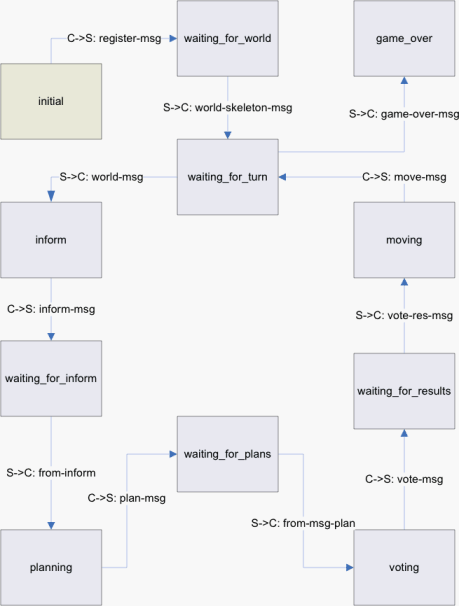 C->S: register-msg
waiting_for_world
game_over
initial
S->C: world-skeleton-msg
S->C: game-over-msg
S->C: world-msg
waiting_for_turn
C->S: move-msg
inform
moving
C->S: inform-msg
S->C: vote-res-msg
waiting_for_inform
waiting_for_results
S->C: from-inform
waiting_for_plans
C->S: vote-msg
C->S: plan-msg
S->C: from-msg-plan
planning
voting